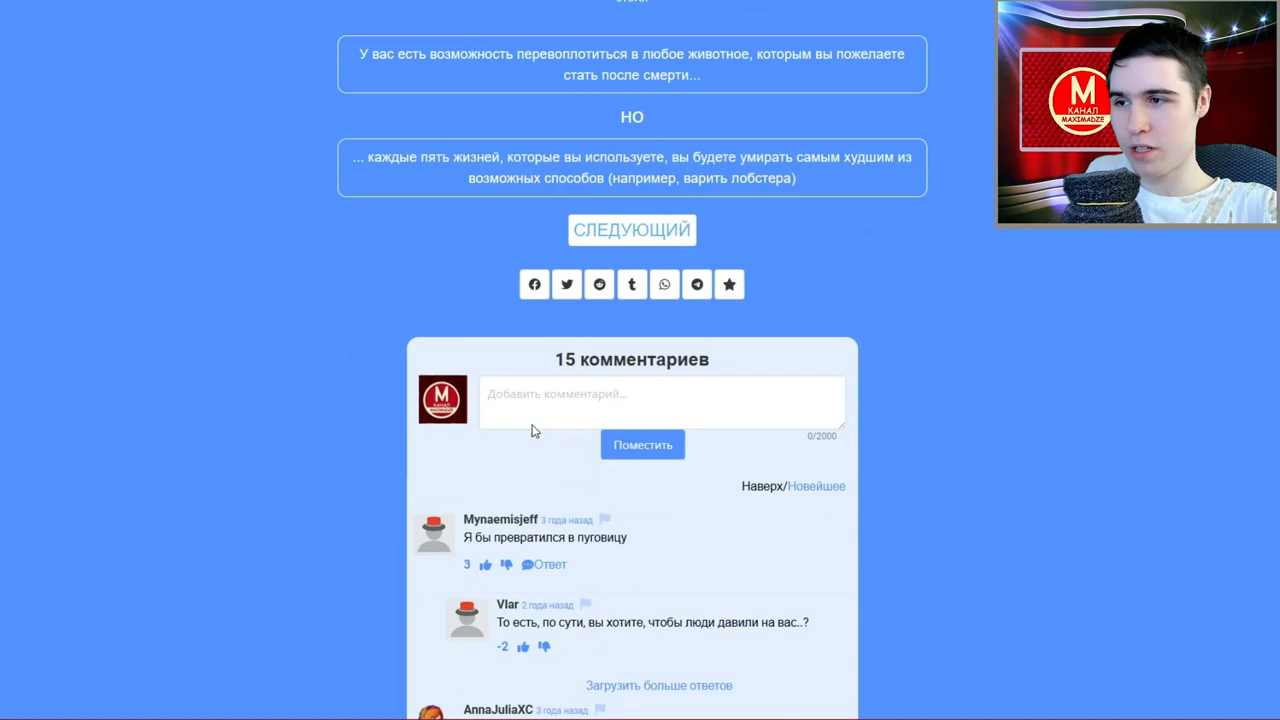 У вас есть возможность перевоплотиться в любое животное, которым вы пожелаете
стать после смерти...
НО
... каждые пять жизней, которые вы используете, вы будете умирать самым худшим из
возможных способов (например, варить лобстера)
СЛЕДУЮЩИЙ
M
КАНАЛ
MAXIMADZE
15 комментариев
M
КАНАЛ
MAXIMADZE
Добавить комментарий...
0/2000
Поместить
Наверх/Новейшее
Mynaemisjeff 3 года назад
Я бы превратился в пуговицу
3 Ответ
Vlar 2 года назад
То есть, по сути, вы хотите, чтобы люди давили на вас..?
-2
Загрузить больше ответов
AnnaJuliaXC 3 года назад